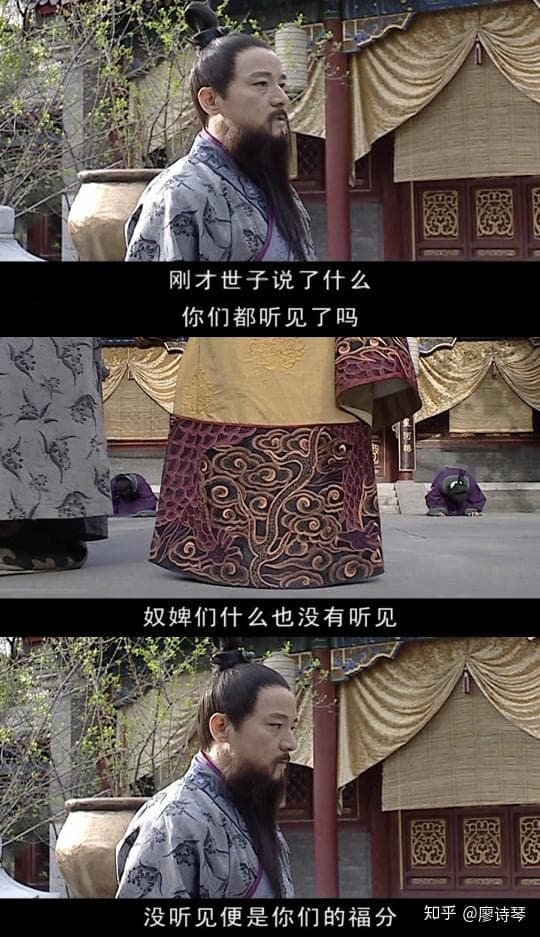 刚才世子说了什么
你们都听见了吗
奴婢们什么也没有听见
没听见便是你们的福分
知乎 @廖诗琴